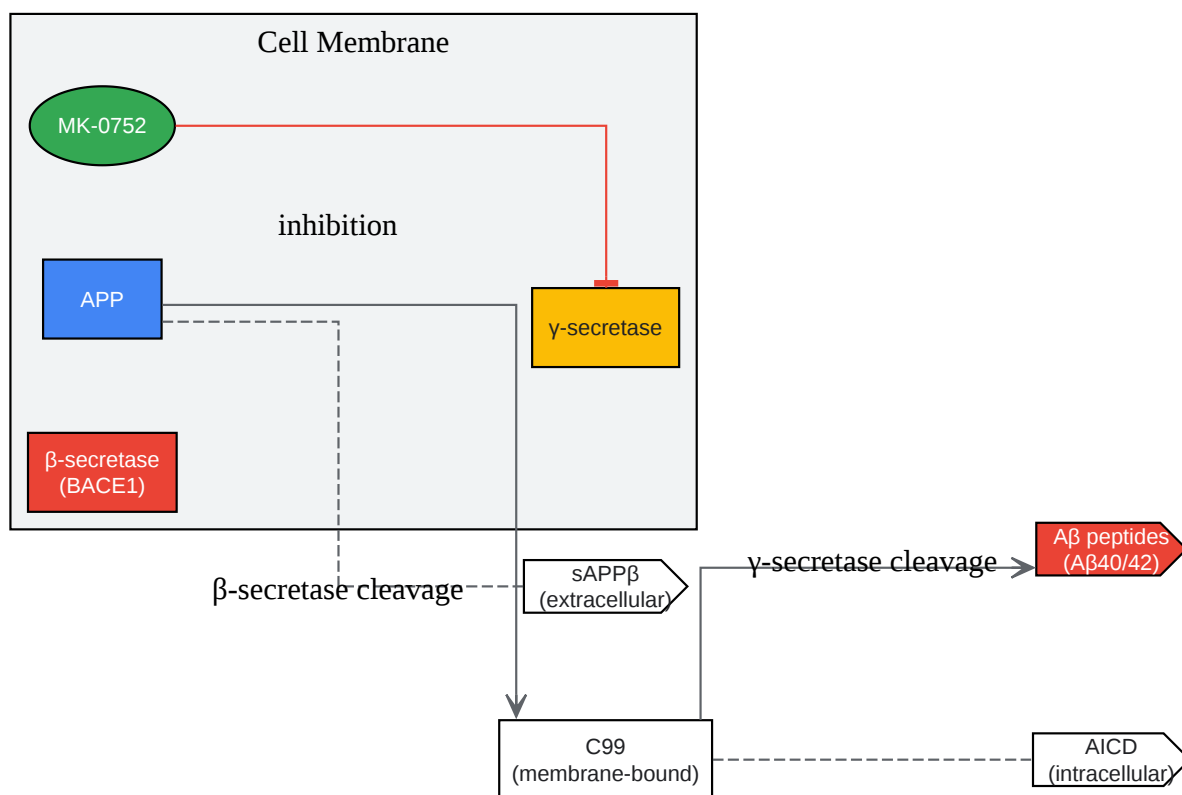 Cell Membrane
MK-0752
inhibition
APP
γ-secretase
β-secretase
(BACE1)
β-secretase cleavage
sAPPβ
(extracellular)
γ-secretase cleavage
Aβ peptides
(Aβ40/42)
C99
(membrane-bound)
AICD
(intracellular)